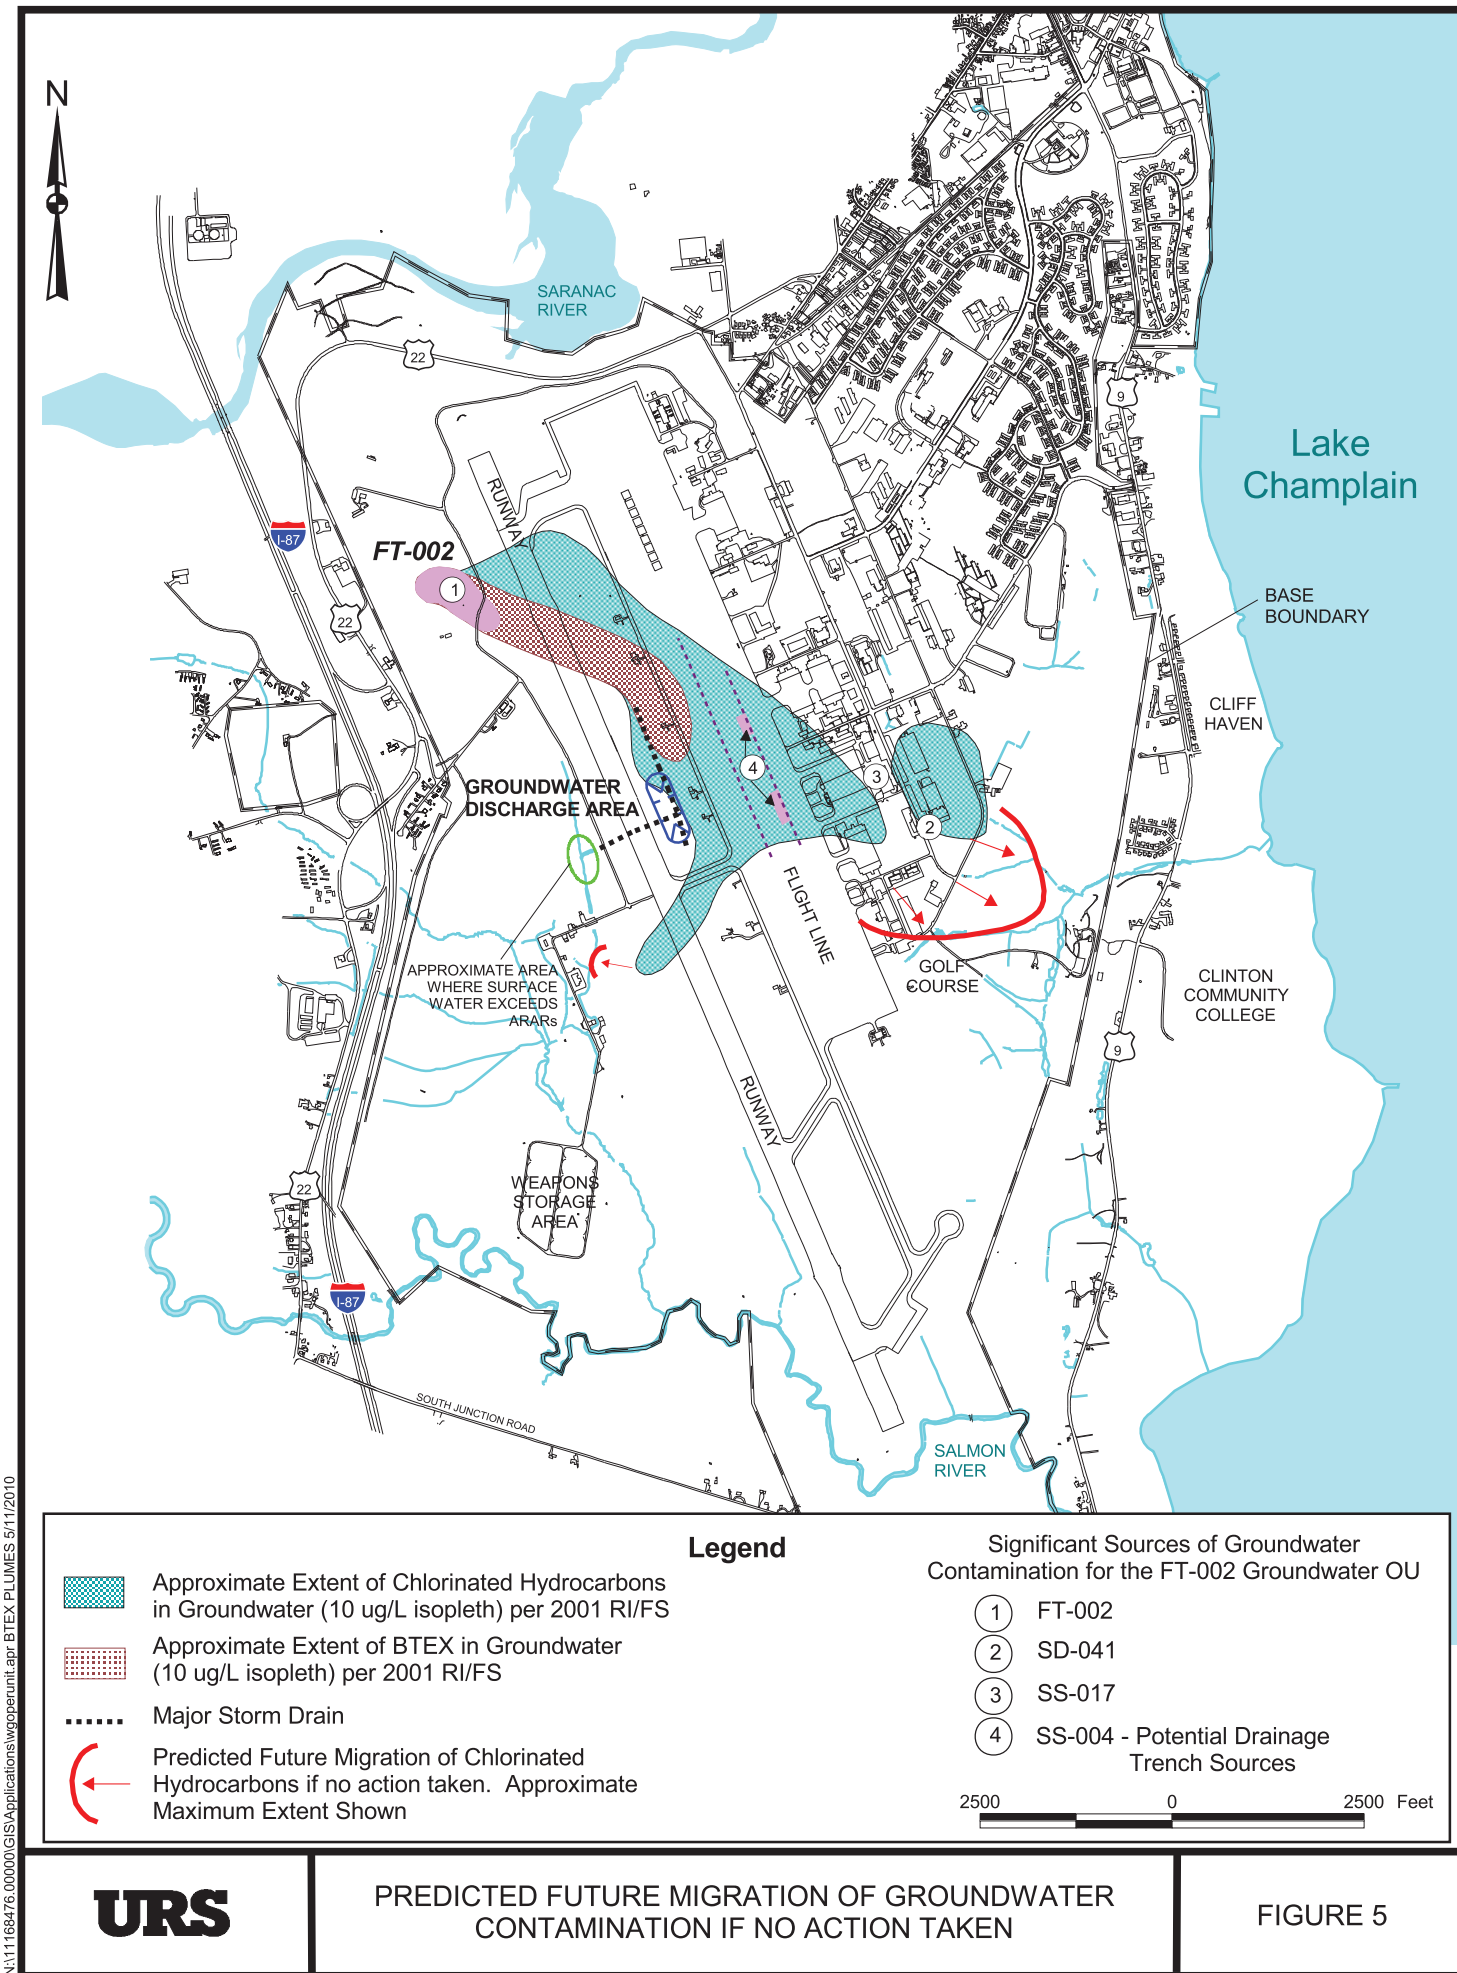 N
SARANAC
RIVER
22
9
Lake
Champlain
RUNWAY
I-87
FT-002
1
22
BASE
BOUNDARY
CLIFF
HAVEN
4
3
GROUNDWATER
DISCHARGE AREA
2
FLIGHT LINE
APPROXIMATE AREA
WHERE SURFACE
WATER EXCEEDS
ARARs
GOLF
COURSE
CLINTON
COMMUNITY
COLLEGE
9
RUNWAY
WEAPONS
STORAGE
AREA
22
I-87
SOUTH JUNCTION ROAD
SALMON
RIVER
N:\11168476.00000\GIS\Applications\wgoperunit.apr BTEX PLUMES 5/11/2010
Legend
Approximate Extent of Chlorinated Hydrocarbons
in Groundwater (10 ug/L isopleth) per 2001 RI/FS
Approximate Extent of BTEX in Groundwater
(10 ug/L isopleth) per 2001 RI/FS
Major Storm Drain
Predicted Future Migration of Chlorinated
Hydrocarbons if no action taken.  Approximate
Maximum Extent Shown
Significant Sources of Groundwater
Contamination for the FT-002 Groundwater OU
1 FT-002
2 SD-041
3 SS-017
4 SS-004 - Potential Drainage
Trench Sources
2500 0 2500 Feet
URS
PREDICTED FUTURE MIGRATION OF GROUNDWATER
CONTAMINATION IF NO ACTION TAKEN
FIGURE 5